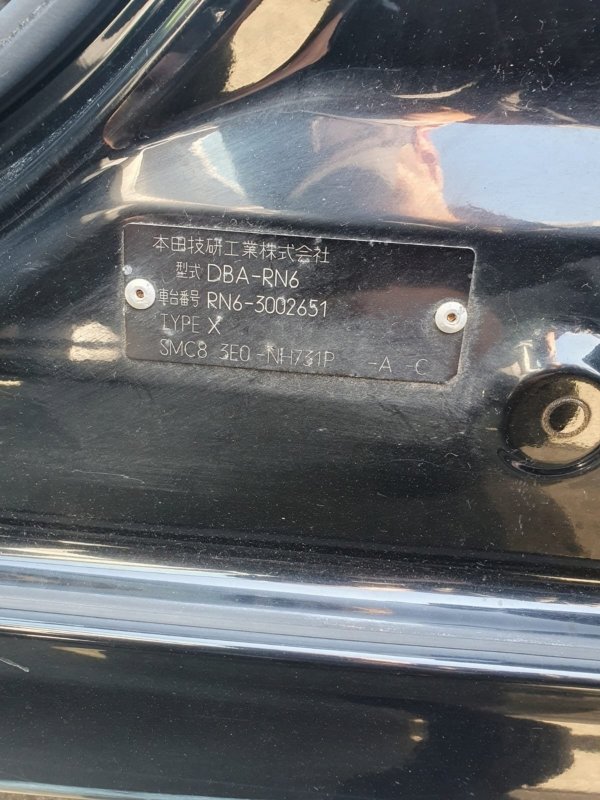 本田技研工業株式会社
型式 DBA-RN6
車台番号 RN6-3002651
TYPE X
SMC8 3E0 -NH731P -A -C